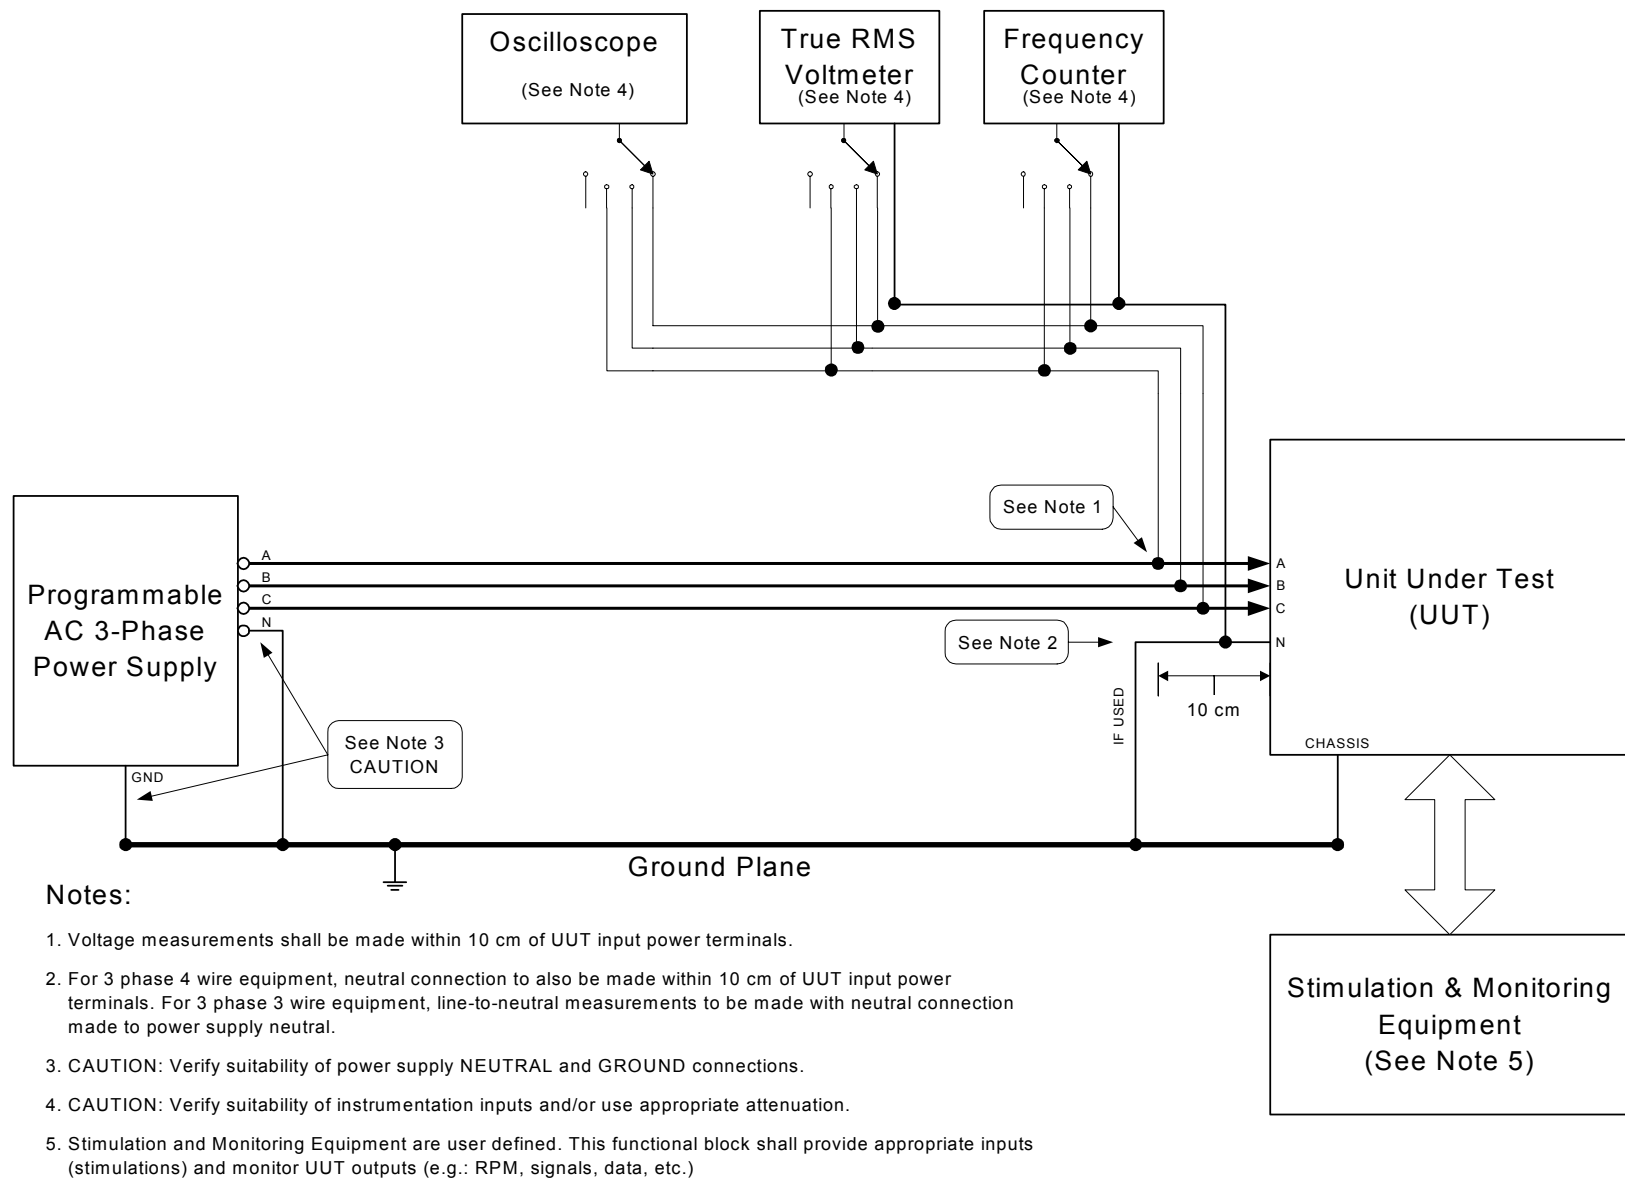 Oscilloscope
(See Note 4)
True RMS
Voltmeter
(See Note 4)
Frequency
Counter
(See Note 4)
See Note 1
Programmable
AC 3-Phase
Power Supply
A
B
C
N
GND
See Note 3
CAUTION
See Note 2
IF USED
10 cm
A
B
C
N
Unit Under Test
(UUT)
CHASSIS
Ground Plane
Stimulation & Monitoring
Equipment
(See Note 5)
Notes:
1. Voltage measurements shall be made within 10 cm of UUT input power terminals.
2. For 3 phase 4 wire equipment, neutral connection to also be made within 10 cm of UUT input power
terminals. For 3 phase 3 wire equipment, line-to-neutral measurements to be made with neutral connection
made to power supply neutral.
3. CAUTION: Verify suitability of power supply NEUTRAL and GROUND connections.
4. CAUTION: Verify suitability of instrumentation inputs and/or use appropriate attenuation.
5. Stimulation and Monitoring Equipment are user defined. This functional block shall provide appropriate inputs
(stimulations) and monitor UUT outputs (e.g.: RPM, signals, data, etc.)